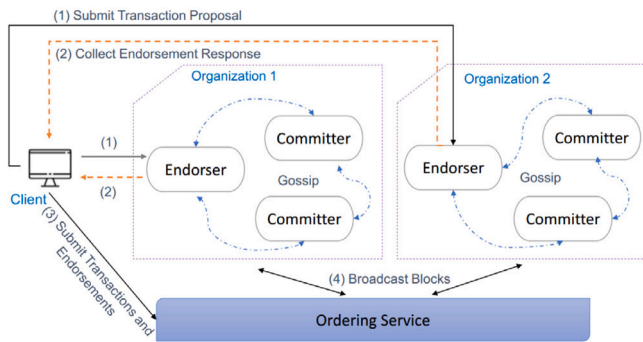 (1) Submit Transaction Proposal
(2) Collect Endorsement Response
Organization 1
Organization 2
Committer
Committer
(1)
Endorser
Endorser
Gossip
Gossip
(2)
Client
Committer
Committer
(3) Submit Transactions and
Endorsements
(4) Broadcast Blocks
Ordering Service